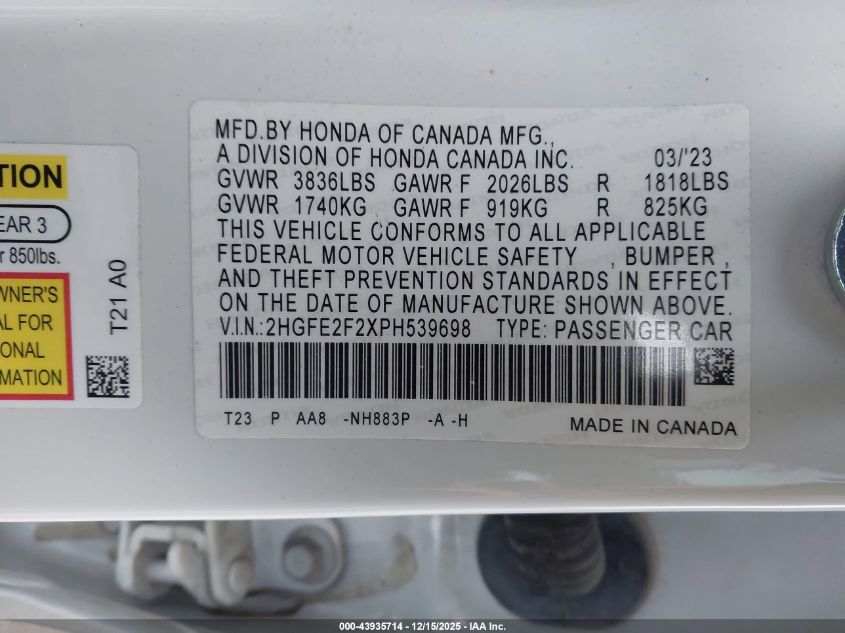 TION
EAR 3
r 850lbs.
WNER'S
AL FOR
ONAL
MATION
T21 A0
MFD.BY HONDA OF CANADA MFG.,
A DIVISION OF HONDA CANADA INC. 03/'23
GVWR 3836LBS GAWR F 2026LBS R 1818LBS
GVWR 1740KG GAWR F 919KG R 825KG
THIS VEHICLE CONFORMS TO ALL APPLICABLE
FEDERAL MOTOR VEHICLE SAFETY , BUMPER ,
AND THEFT PREVENTION STANDARDS IN EFFECT
ON THE DATE OF MANUFACTURE SHOWN ABOVE.
V.I.N.:2HGFE2F2XPH539698 TYPE: PASSENGER CAR
T23 P AA8 -NH883P -A -H MADE IN CANADA
000-43935714 - 12/15/2025 - IAA Inc.